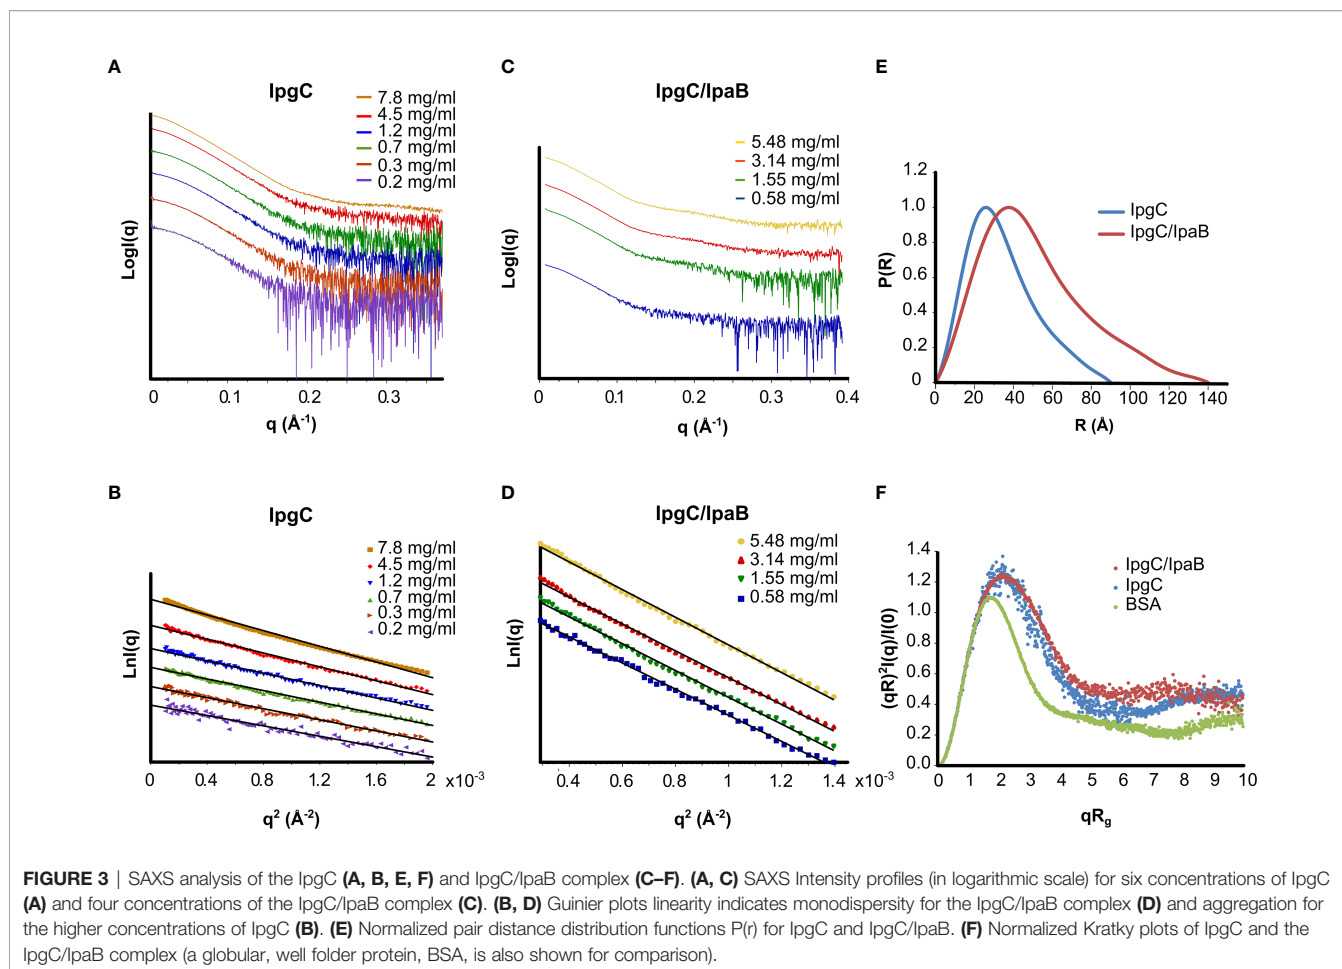 A
IpgC
7.8 mg/ml
4.5 mg/ml
1.2 mg/ml
0.7 mg/ml
0.3 mg/ml
0.2 mg/ml
LogI(q)
0 0.1 0.2 0.3
q (Å-1)
C
IpgC/IpaB
5.48 mg/ml
3.14 mg/ml
1.55 mg/ml
0.58 mg/ml
LogI(q)
0 0.1 0.2 0.3 0.4
q (Å-1)
E
IpgC
IpgC/IpaB
P(R)
1.2
1.0
0.8
0.6
0.4
0.2
0
0 20 40 60 80 100 120 140
R (Å)
B
IpgC
7.8 mg/ml
4.5 mg/ml
1.2 mg/ml
0.7 mg/ml
0.3 mg/ml
0.2 mg/ml
LnI(q)
0 0.4 0.8 1.2 1.6 2 x10-3
q2 (Å-2)
D
IpgC/IpaB
5.48 mg/ml
3.14 mg/ml
1.55 mg/ml
0.58 mg/ml
LnI(q)
0.4 0.6 0.8 1 1.2 1.4 x10-3
q2 (Å-2)
F
IpgC/IpaB
IpgC
BSA
(qR)2I(q)/I(0)
1.4
1.2
1.0
0.8
0.6
0.4
0.2
0.0
0 1 2 3 4 5 6 7 8 9 10
qRg
FIGURE 3 | SAXS analysis of the IpgC (A, B, E, F) and IpgC/IpaB complex (C–F). (A, C) SAXS Intensity profiles (in logarithmic scale) for six concentrations of IpgC
(A) and four concentrations of the IpgC/IpaB complex (C). (B, D) Guinier plots linearity indicates monodispersity for the IpgC/IpaB complex (D) and aggregation for
the higher concentrations of IpgC (B). (E) Normalized pair distance distribution functions P(r) for IpgC and IpgC/IpaB. (F) Normalized Kratky plots of IpgC and the
IpgC/IpaB complex (a globular, well folder protein, BSA, is also shown for comparison).